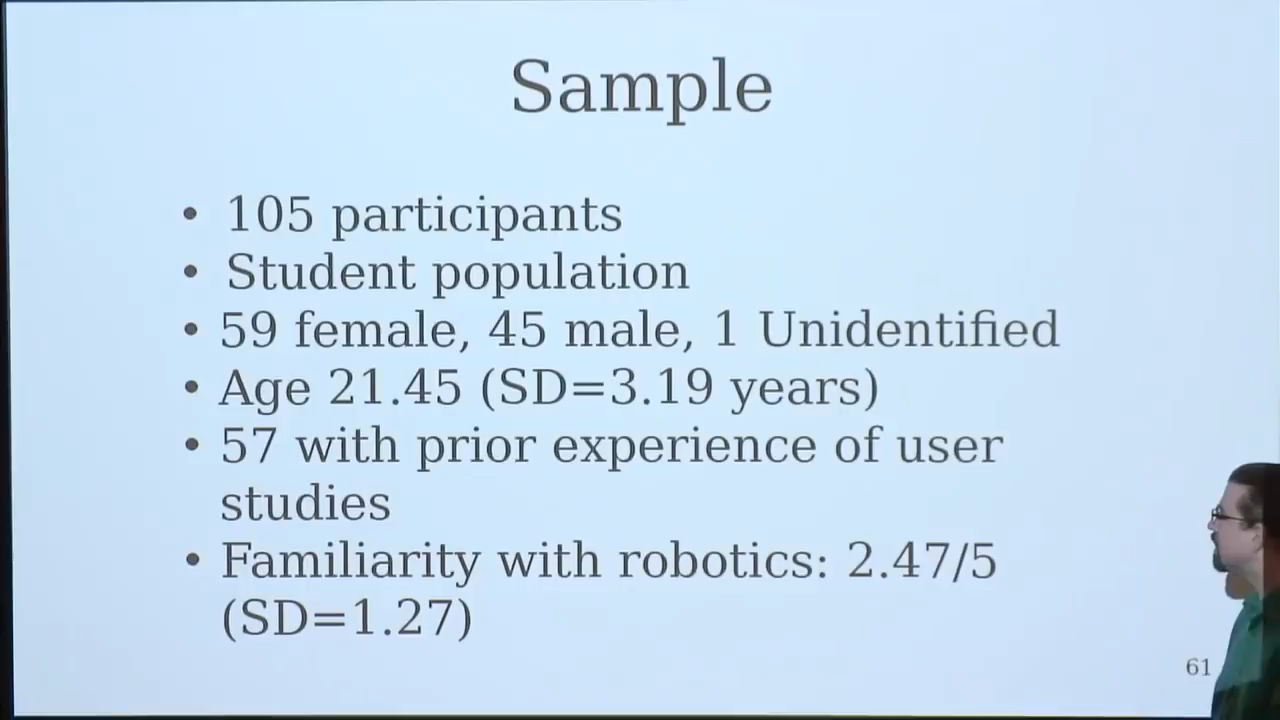 Sample
• 105 participants
• Student population
• 59 female, 45 male, 1 Unidentified
• Age 21.45 (SD=3.19 years)
• 57 with prior experience of user
studies
• Familiarity with robotics: 2.47/5
(SD=1.27)
61